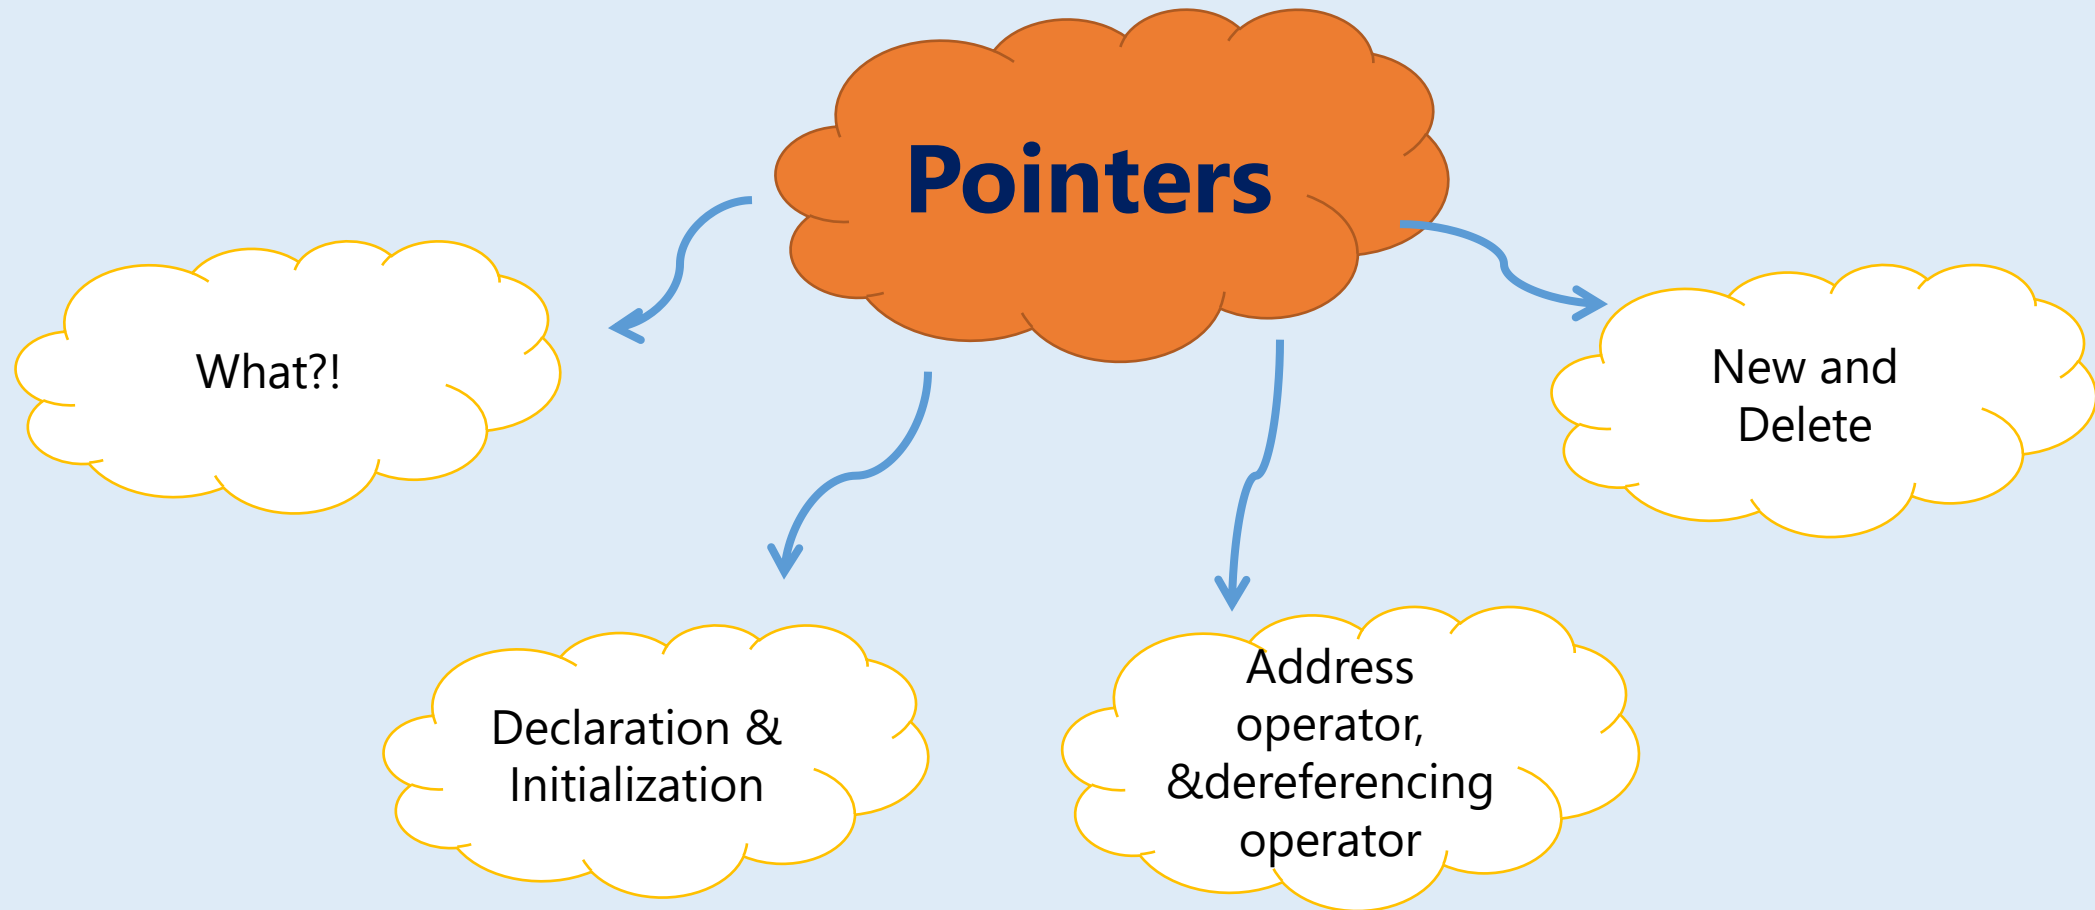 Pointers
What?!
New and
Delete
Declaration &
Initialization
Address
operator,
&dereferencing
operator